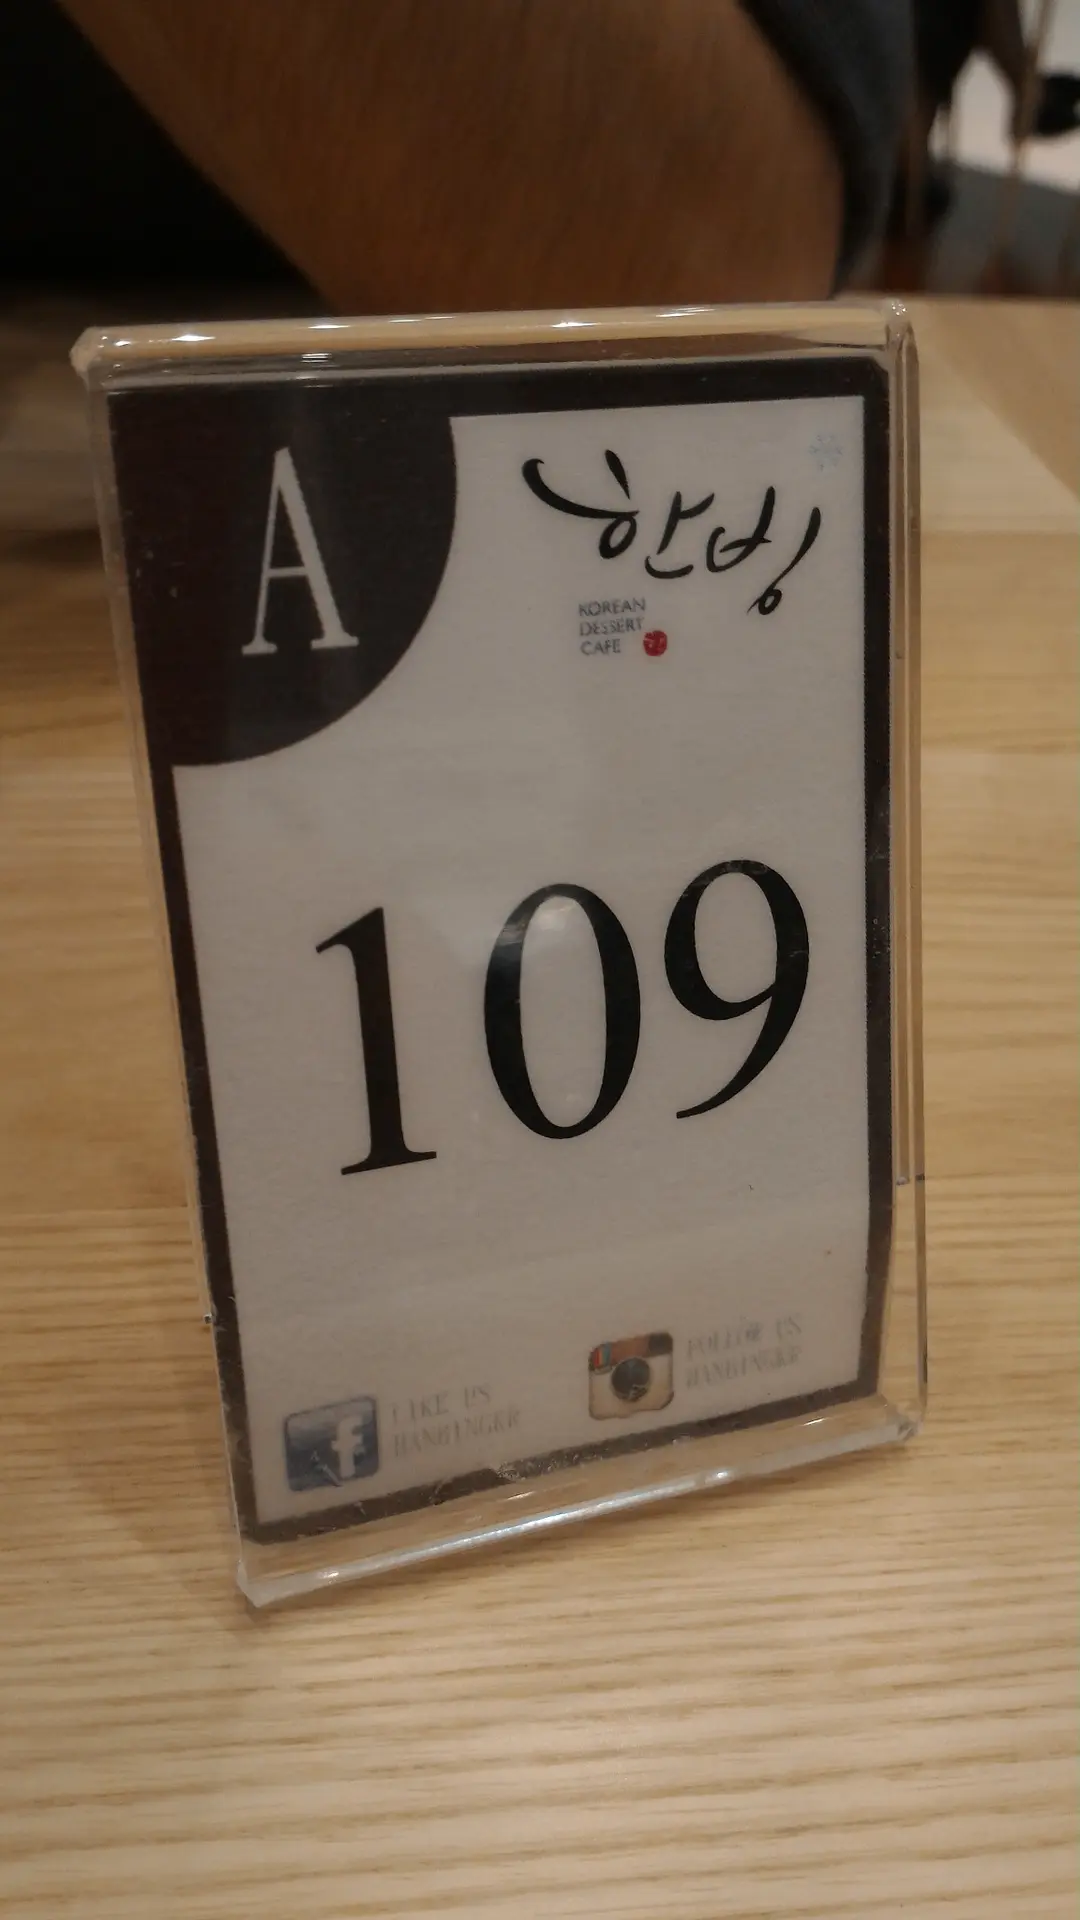 A
한빙
KOREAN
DESSERT
CAFE
109
LIKE US
HANBINGKR
FOLLOW US
HANBINGKR